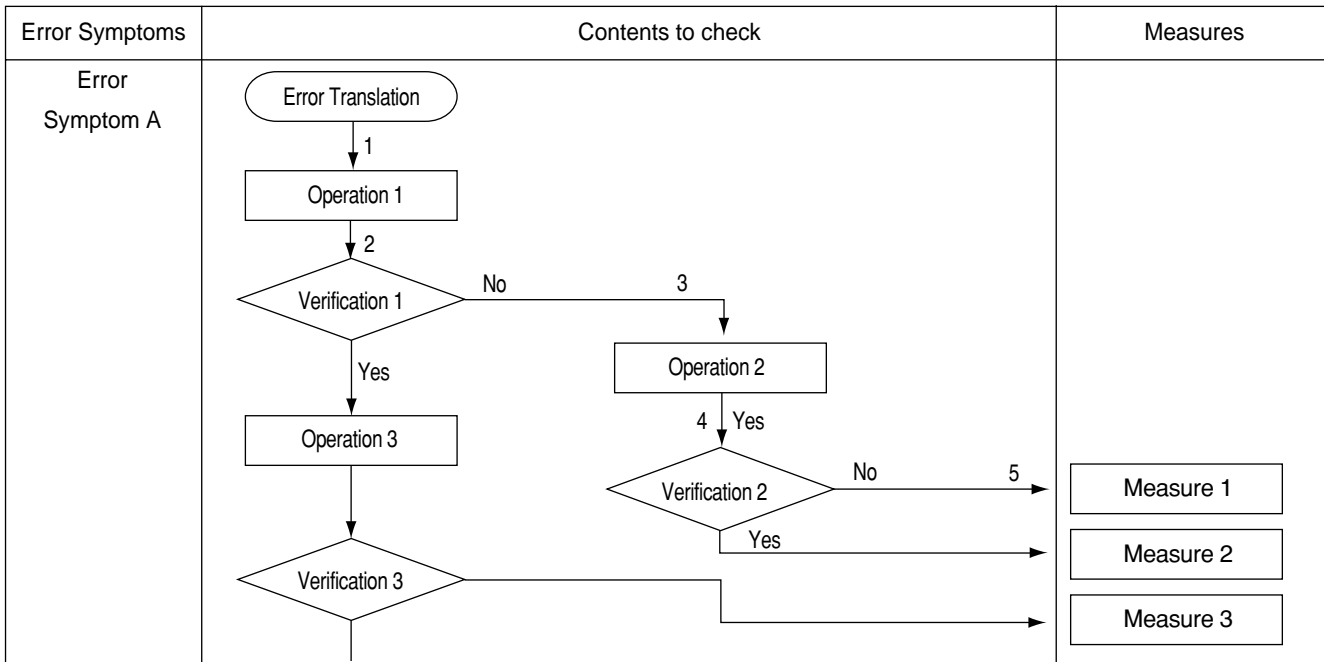 Error Symptoms
Contents to check
Measures
Error
Symptom A
Error Translation
1
Operation 1
2
Verification 1
No
3
Operation 2
Yes
4 Yes
Operation 3
Verification 2
No
5
Measure 1
Yes
Measure 2
Verification 3
Measure 3